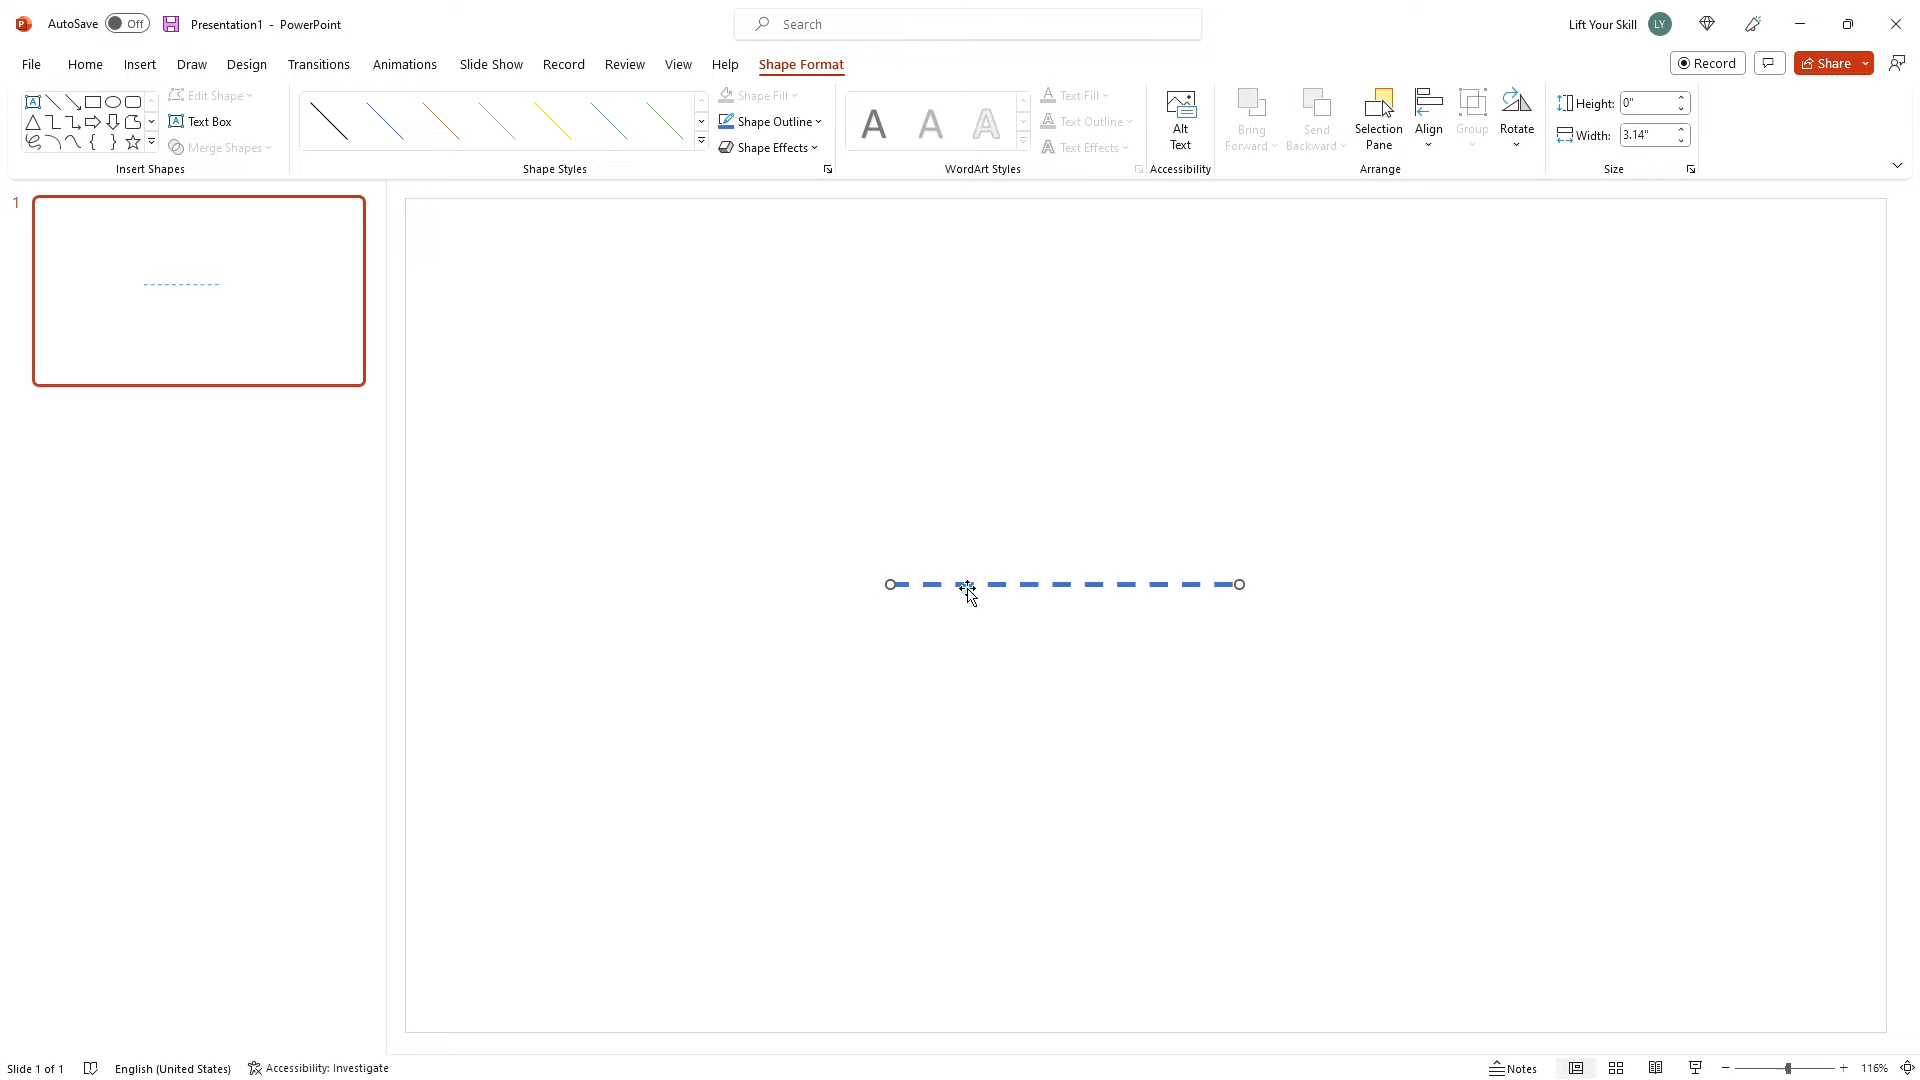 AutoSave Off Presentation1 - PowerPoint Search Lift Your Skill LY
File Home Insert Draw Design Transitions Animations Slide Show Record Review View Help Shape Format Record Share
Edit Shape
Text Box
Merge Shapes
Insert Shapes
Shape Fill
Shape Outline
Shape Effects
Shape Styles
A A A
Text Fill
Text Outline
Text Effects
WordArt Styles
Alt
Text
Accessibility
Bring
Forward
Send
Backward
Selection
Pane
Align
Group
Rotate
Arrange
Height: 0"
Width: 3.14"
Size
1
Slide 1 of 1 English (United States) Accessibility: Investigate Notes 116%